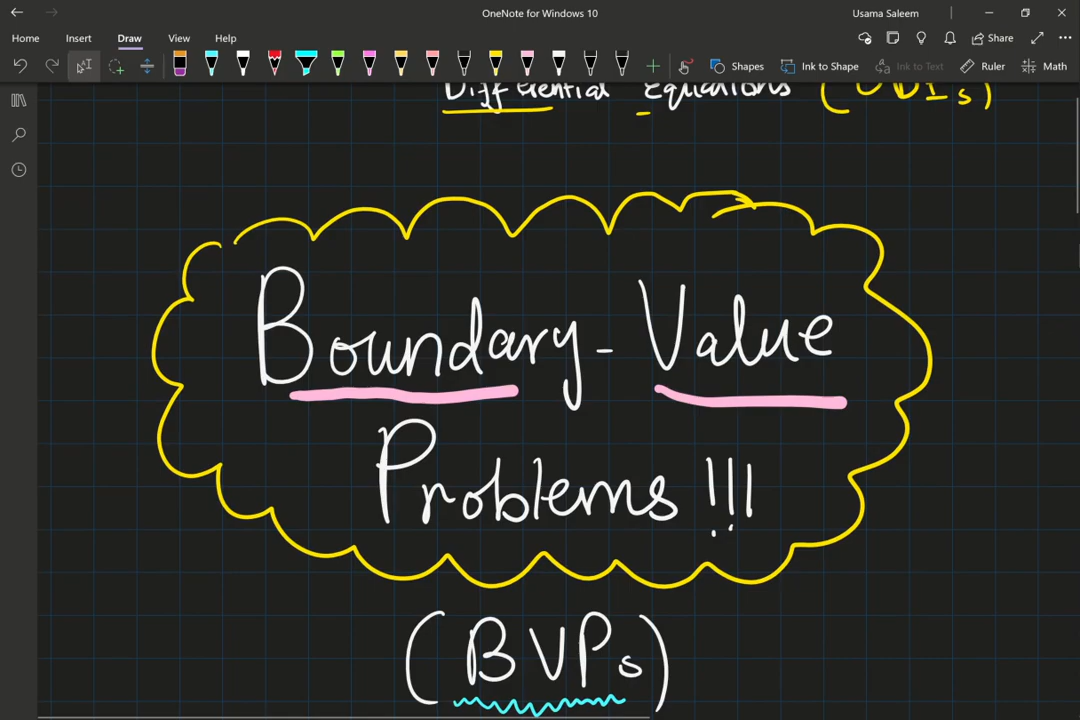 OneNote for Windows 10
Usama Saleem
Home Insert Draw View Help
Share
Shapes Ink to Shape Ink to Text Ruler Math
Differential Equations
Boundary-Value
Problems !!!
(BVPs)